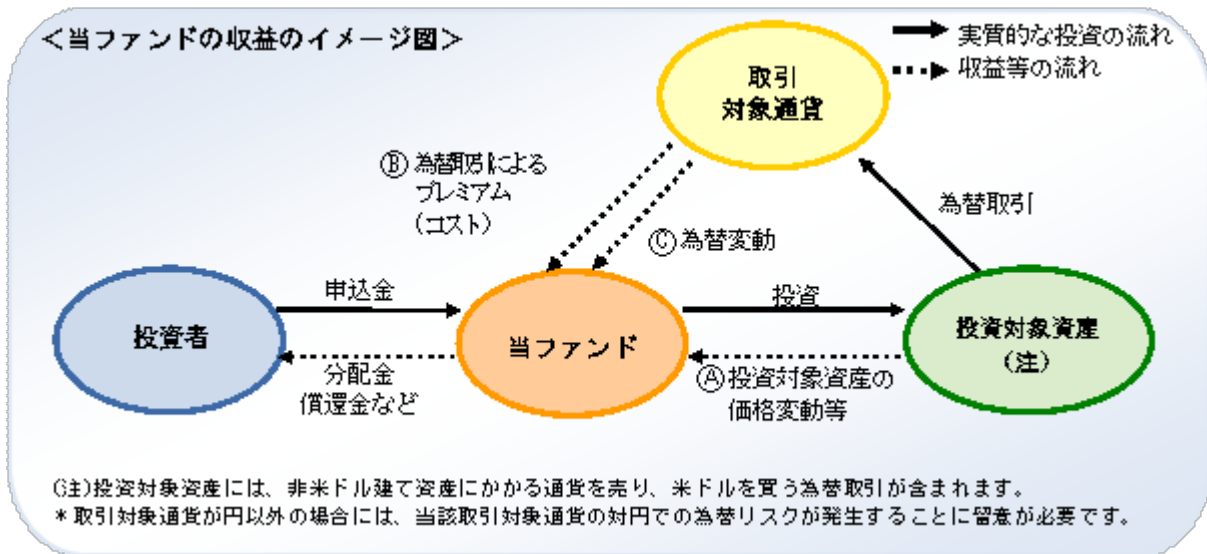 ＜当ファンドの収益のイメージ図＞
実質的な投資の流れ
収益等の流れ
取引
対象通貨
Ⓑ 為替取引による
プレミアム
（コスト）
為替取引
Ⓒ 為替変動
申込金
投資
投資者
当ファンド
投資対象資産
（注）
分配金
償還金など
Ⓐ 投資対象資産の
価格変動等
(注)投資対象資産には、非米ドル建て資産にかかる通貨を売り、米ドルを買う為替取引が含まれます。
＊取引対象通貨が円以外の場合には、当該取引対象通貨の対円での為替リスクが発生することに留意が必要です。